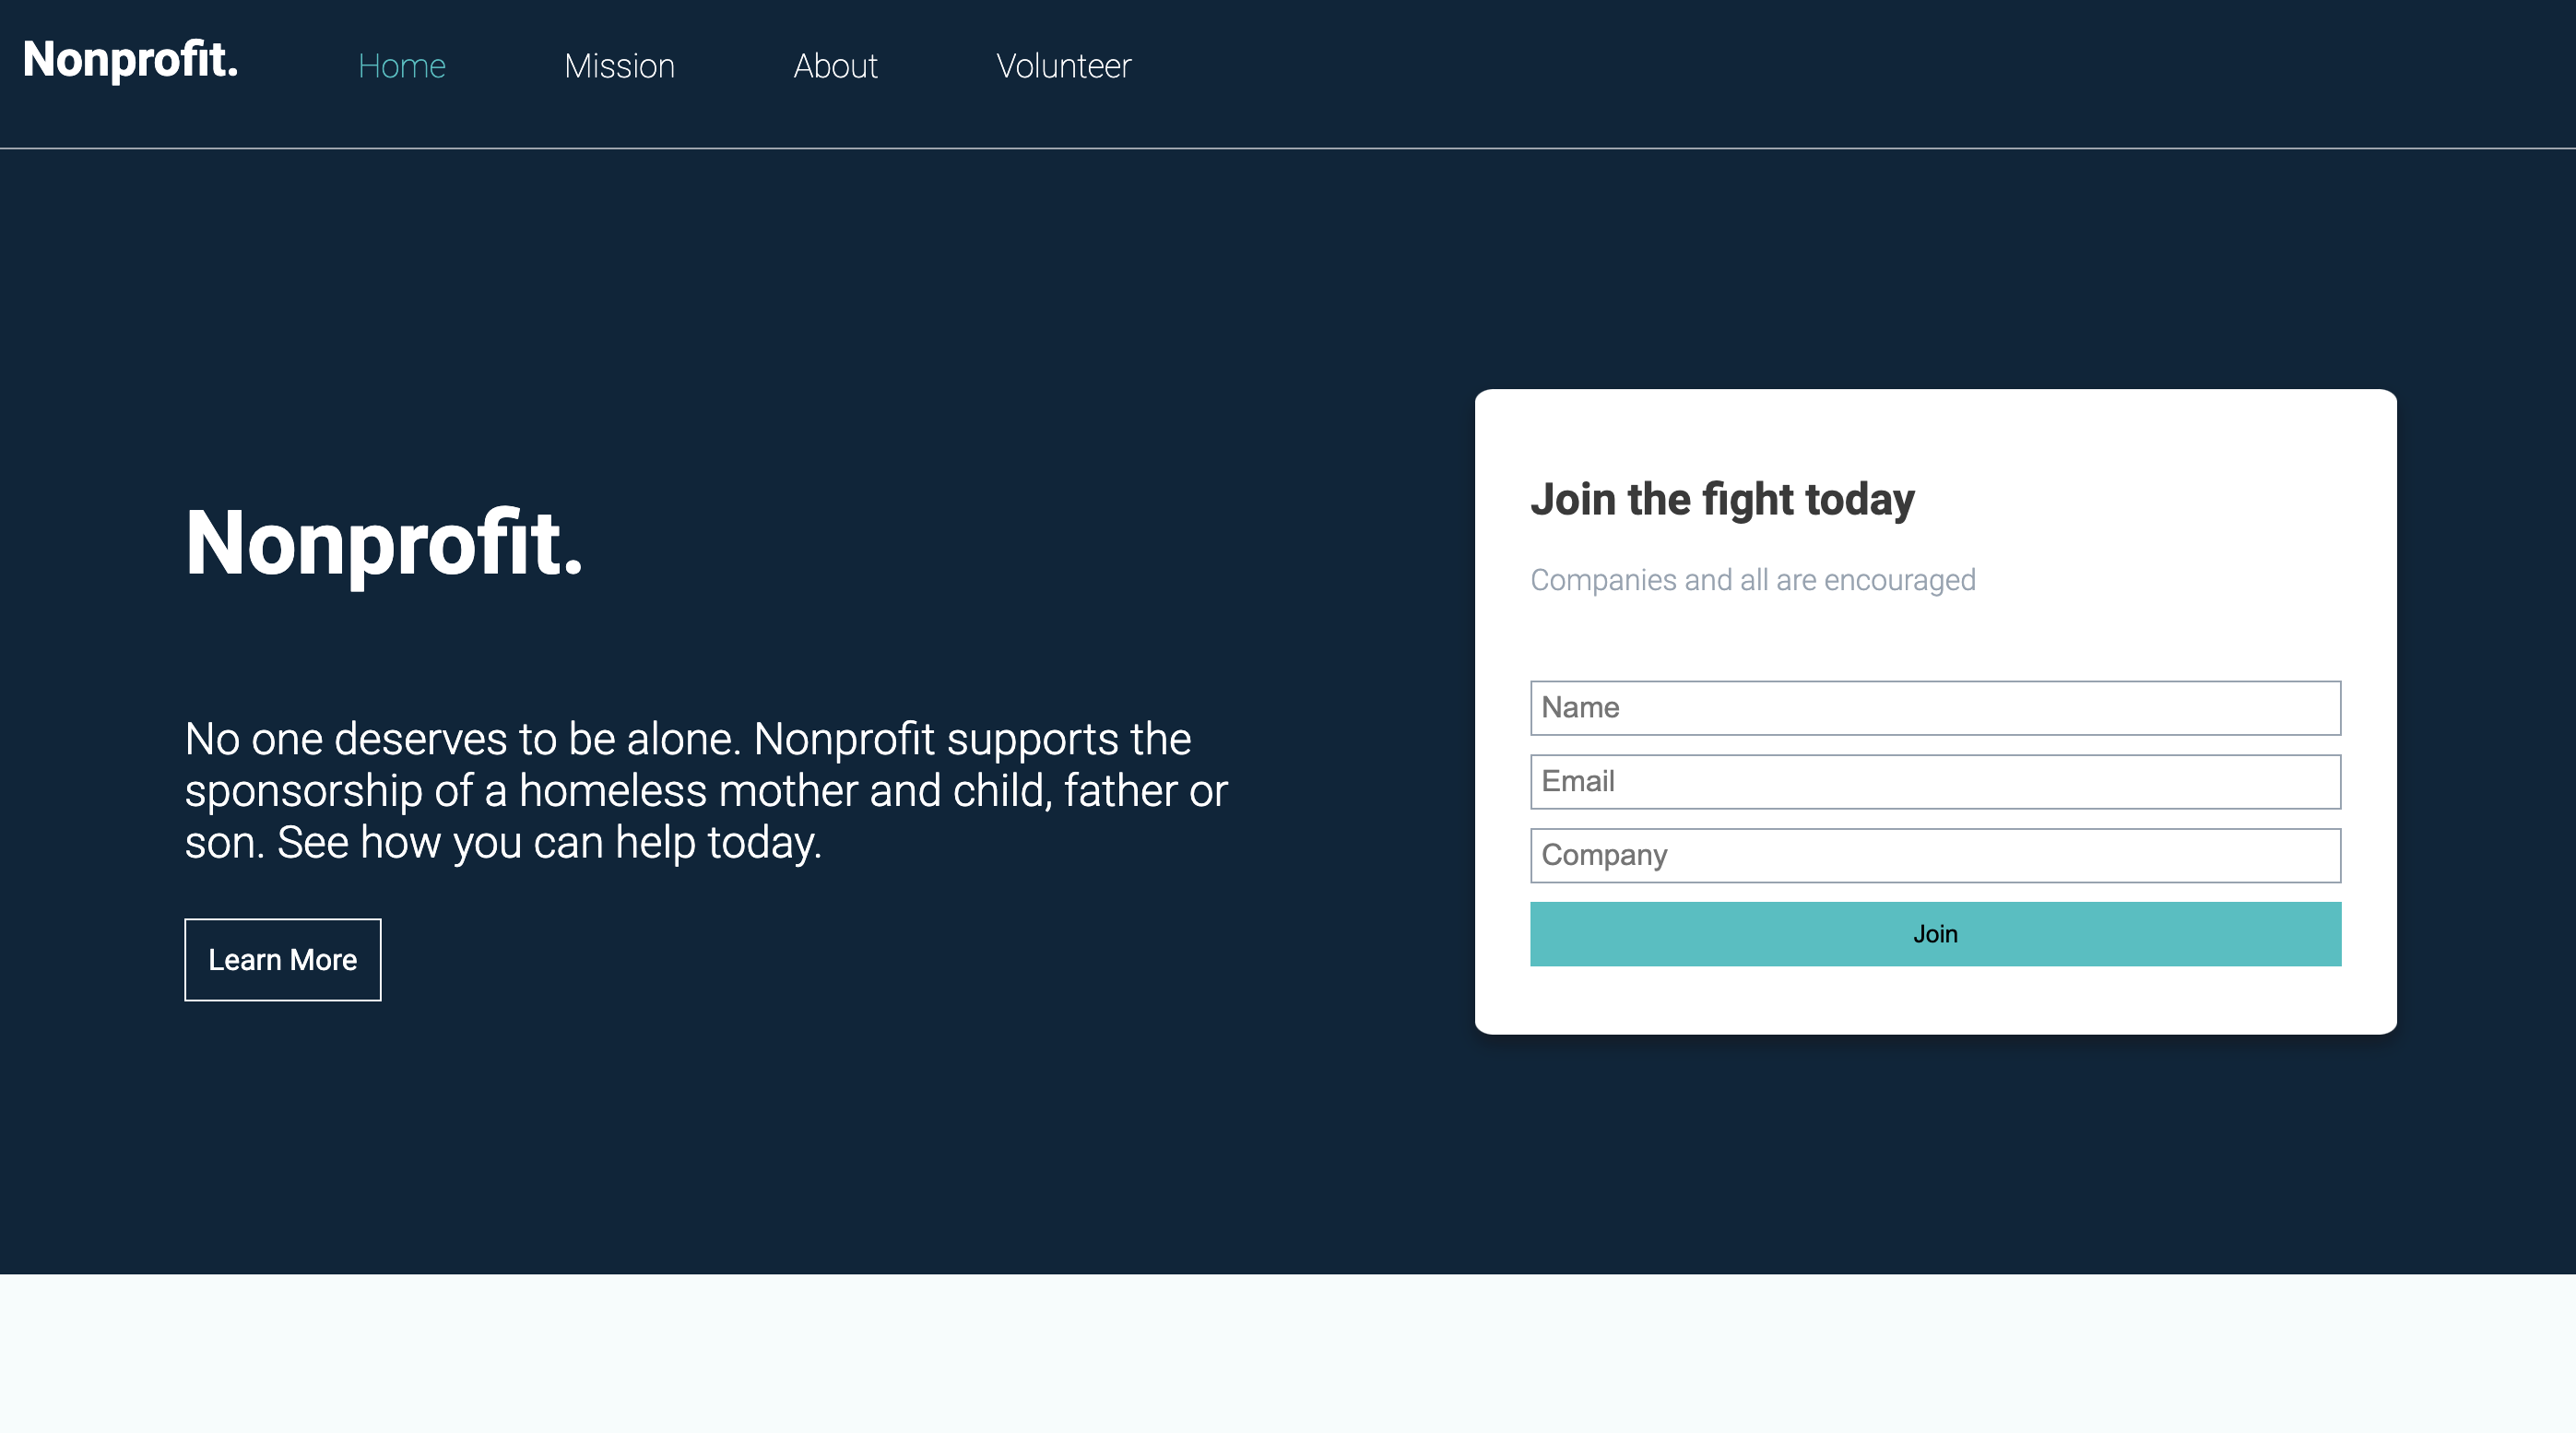 Nonprofit.
Home
Mission
About
Volunteer
Nonprofit.
No one deserves to be alone. Nonprofit supports the
sponsorship of a homeless mother and child, father or
son. See how you can help today.
Learn More
Join the fight today
Companies and all are encouraged
Name
Email
Company
Join